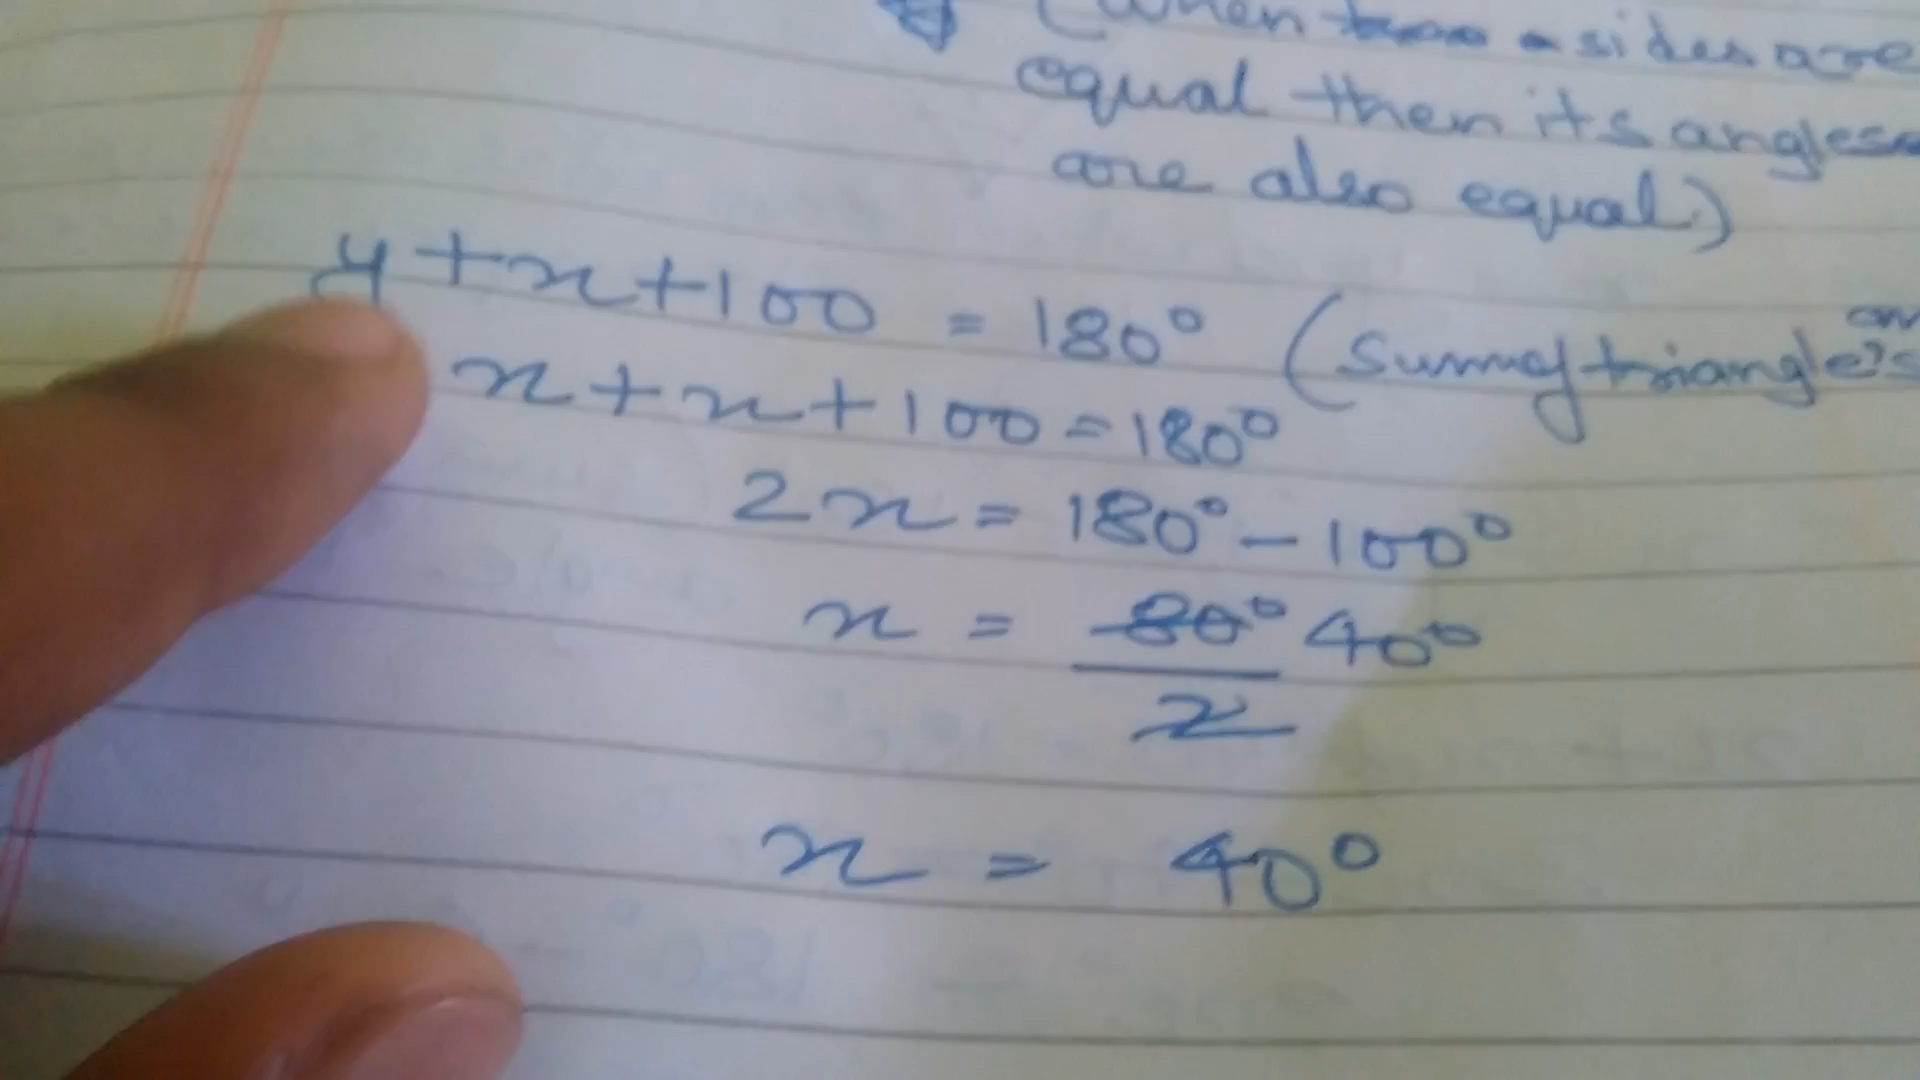 (When sides are
equal then its angles
are also equal)
y + x + 100 = 180° (Sum of triangle's
x + x + 100 = 180°
2x = 180° - 100°
x = 80° 40°
2
x = 40°